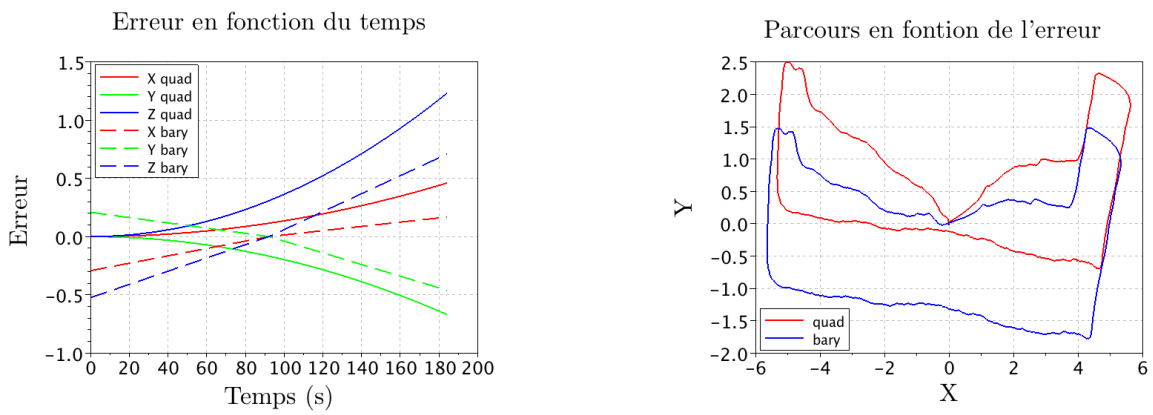 Erreur en fonction du temps
1.5
1.0
0.5
0.0
−0.5
−1.0
Erreur
X quad
Y quad
Z quad
X bary
Y bary
Z bary
0 20 40 60 80 100 120 140 160 180 200
Temps (s)
Parcours en fontion de l'erreur
2.5
2.0
1.5
1.0
0.5
0.0
−0.5
−1.0
−1.5
−2.0
Y
quad
bary
−6 −4 −2 0 2 4 6
X